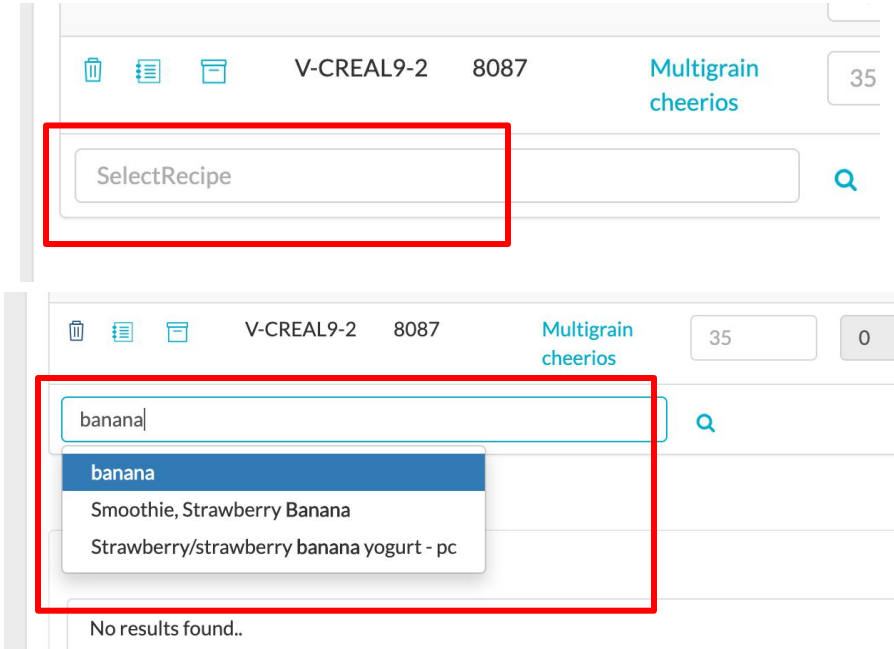 V-CREAL9-2 8087 Multigrain cheerios 35
SelectRecipe
V-CREAL9-2 8087 Multigrain cheerios 35 0
banana
banana
Smoothie, Strawberry Banana
Strawberry/strawberry banana yogurt - pc
No results found..